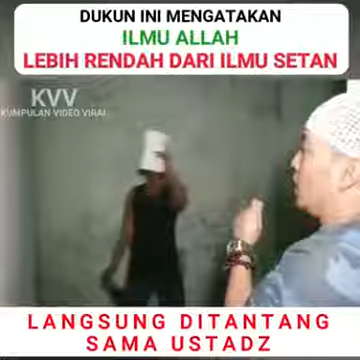 DUKUN INI MENGATAKAN
ILMU ALLAH
LEBIH RENDAH DARI ILMU SETAN
KVV
KUMPULAN VIDEO VIRAL
LANGSUNG DITANTANG
SAMA USTADZ